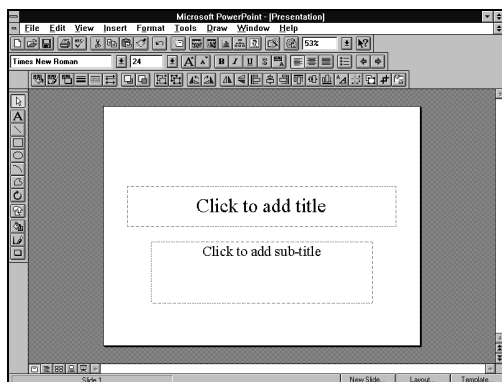 Microsoft PowerPoint - [Presentation]
File Edit View Insert Format Tools Draw Window Help
53%
Times New Roman 24 A A B I U S
A
Click to add title
Click to add sub-title
Slide 1 New Slide... Layout... Template...